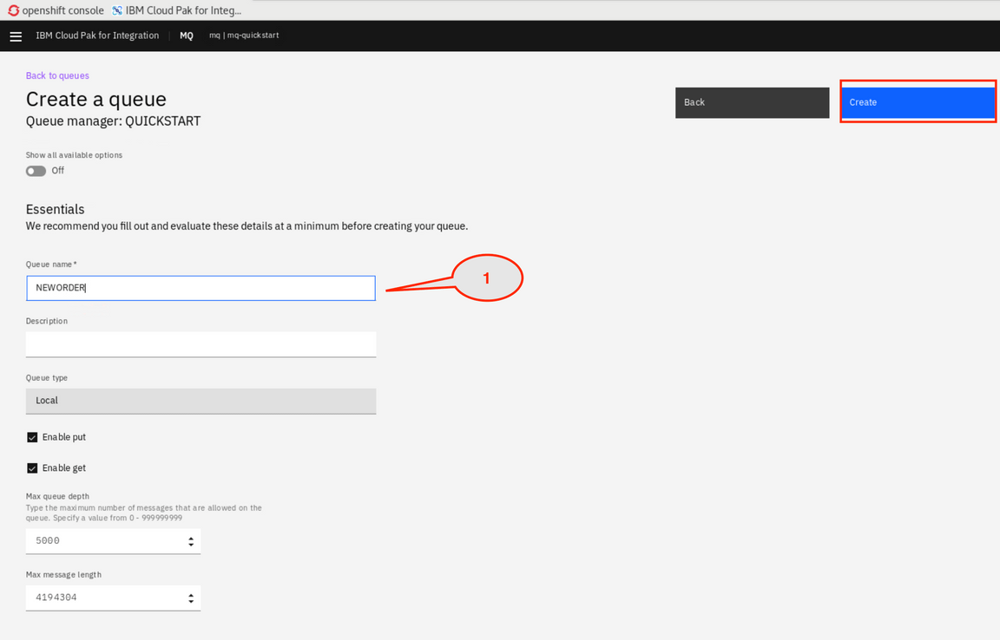 openshift console IBM Cloud Pak for Integ...
IBM Cloud Pak for Integration MQ mq | mq-quickstart
Back to queues
Create a queue
Queue manager: QUICKSTART
Back
Create
Show all available options
Off
Essentials
We recommend you fill out and evaluate these details at a minimum before creating your queue.
Queue name*
NEWORDER
1
Description
Queue type
Local
Enable put
Enable get
Max queue depth
Type the maximum number of messages that are allowed on the
queue. Specify a value from 0 - 999999999
5000
Max message length
4194304